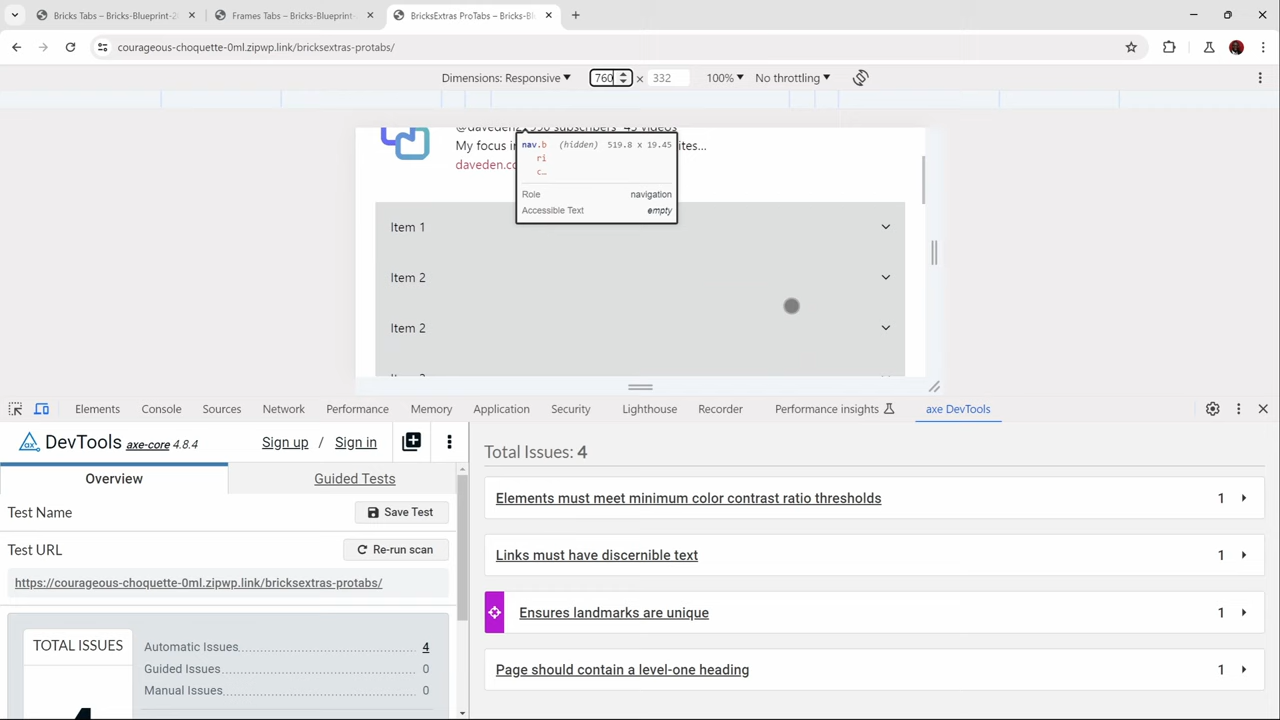 Bricks Tabs – Bricks-Blueprint-2
Frames Tabs – Bricks-Blueprint-
BricksExtras ProTabs – Bricks-Bl
courageous-choquette-0ml.zipwp.link/bricksextras-protabs/
Dimensions: Responsive 760 × 332 100% No throttling
My focus in
ites...
daveden.co
nav.b (hidden) 519.8 x 19.45
ri
c…
Role navigation
Accessible Text empty
Item 1
Item 2
Item 2
Elements Console Sources Network Performance Memory Application Security Lighthouse Recorder Performance insights axe DevTools
ax DevTools axe-core 4.8.4 Sign up / Sign in
Overview Guided Tests
Test Name Save Test
Test URL Re-run scan
https://courageous-choquette-0ml.zipwp.link/bricksextras-protabs/
TOTAL ISSUES
4
Automatic Issues 4
Guided Issues 0
Manual Issues 0
Total Issues: 4
Elements must meet minimum color contrast ratio thresholds 1
Links must have discernible text 1
Ensures landmarks are unique 1
Page should contain a level-one heading 1